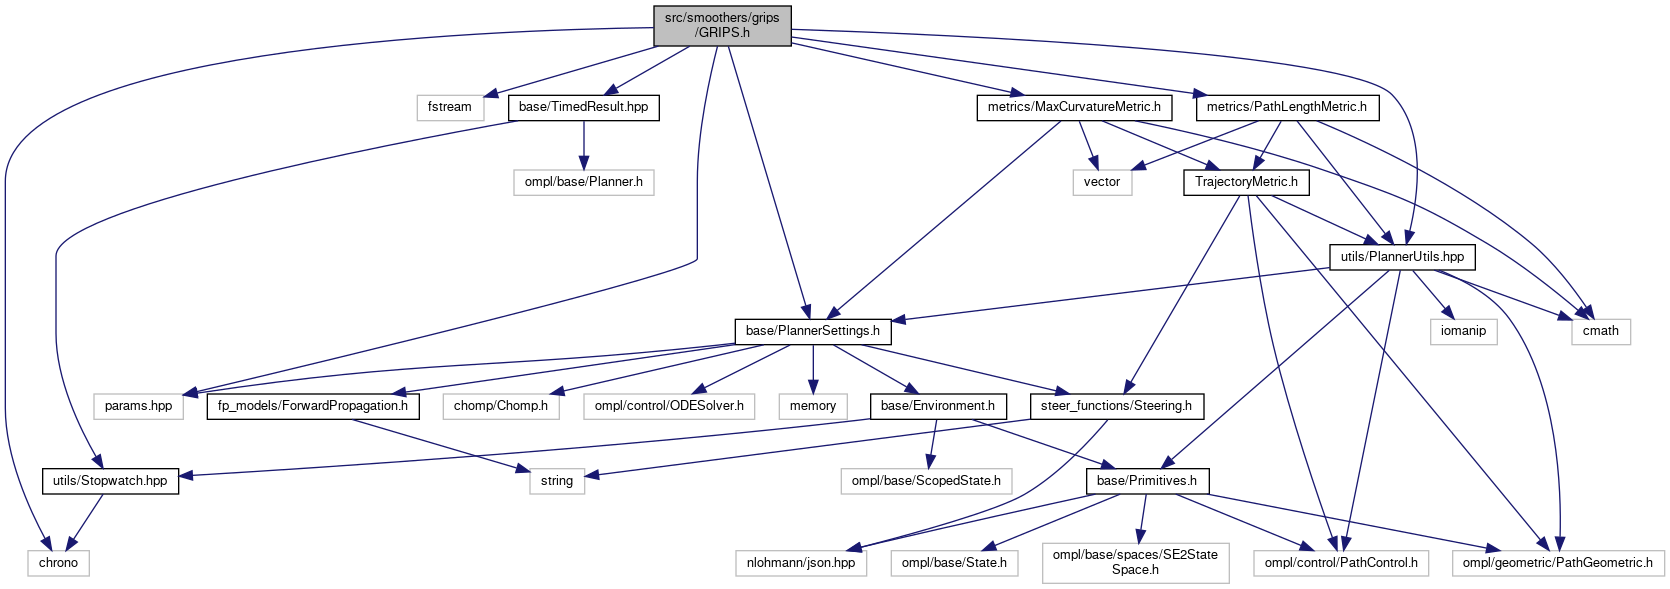 src/smoothers/grips
/GRIPS.h
fstream
base/TimedResult.hpp
metrics/MaxCurvatureMetric.h
metrics/PathLengthMetric.h
ompl/base/Planner.h
vector
TrajectoryMetric.h
utils/PlannerUtils.hpp
base/PlannerSettings.h
iomanip
cmath
params.hpp
fp_models/ForwardPropagation.h
chomp/Chomp.h
ompl/control/ODESolver.h
memory
base/Environment.h
steer_functions/Steering.h
utils/Stopwatch.hpp
string
ompl/base/ScopedState.h
base/Primitives.h
chrono
nlohmann/json.hpp
ompl/base/State.h
ompl/base/spaces/SE2State
Space.h
ompl/control/PathControl.h
ompl/geometric/PathGeometric.h